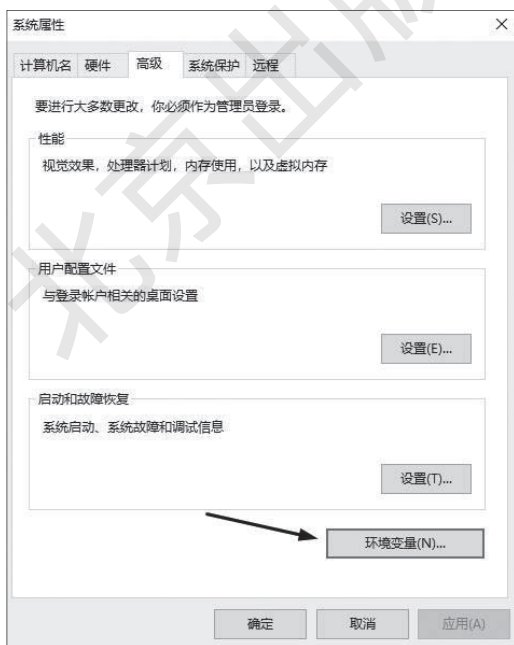 系统属性
计算机名 硬件 高级 系统保护 远程
要进行大多数更改，你必须作为管理员登录。
性能
视觉效果，处理器计划，内存使用，以及虚拟内存
设置(S)...
用户配置文件
与登录帐户相关的桌面设置
设置(E)...
启动和故障恢复
系统启动、系统故障和调试信息
设置(T)...
环境变量(N)...
确定 取消 应用(A)
北京出版